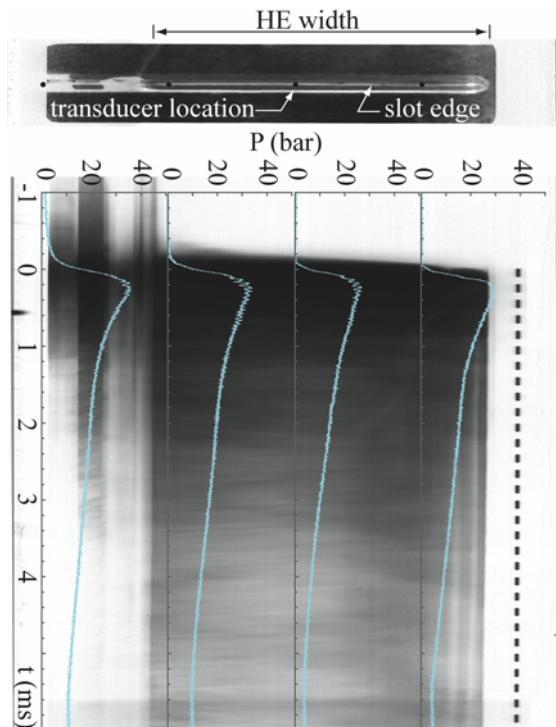 HE width
transducer location
slot edge
P (bar)
0 20 40 0 20 40 0 20 40 0 20 40
-1
0
1
2
3
4
t (ms)